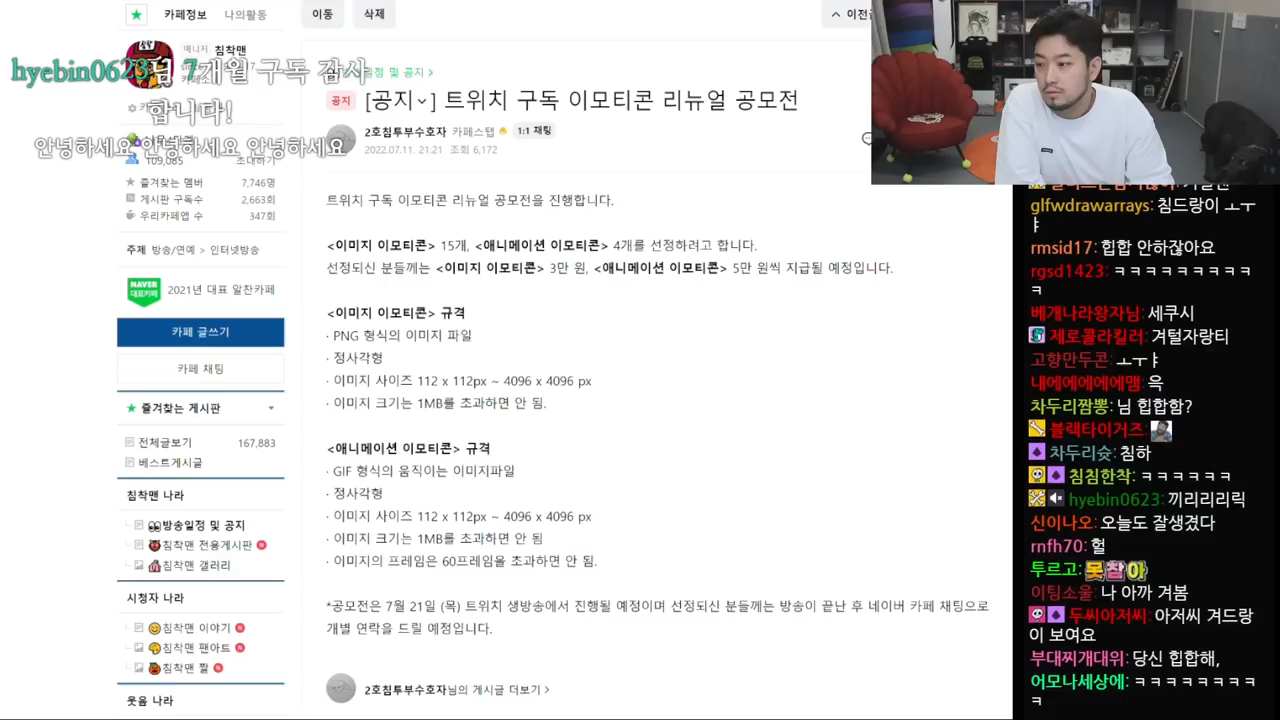 카페정보 나의활동
이동 삭제
이전글
매니저 침착맨
hyebin0623님 7개월 구독 감사
합니다!
안녕하세요 안녕하세요 안녕하세요
109,085 초대하기
즐겨찾는 멤버 7,746명
게시판 구독수 2,663회
우리카페앱 수 347회
주제 방송/연예 > 인터넷방송
NAVER
대표카페
2021년 대표 알찬카페
카페 글쓰기
카페 채팅
즐겨찾는 게시판
전체글보기 167,883
베스트게시글
침착맨 나라
방송일정 및 공지
침착맨 전용게시판
침착맨 갤러리
시청자 나라
침착맨 이야기
침착맨 팬아트
침착맨 짤
웃음 나라
일정 및 공지 >
공지 [공지] 트위치 구독 이모티콘 리뉴얼 공모전
2호침투부수호자 카페스탭 1:1 채팅
2022.07.11. 21:21 조회 6,172
트위치 구독 이모티콘 리뉴얼 공모전을 진행합니다.
<이미지 이모티콘> 15개, <애니메이션 이모티콘> 4개를 선정하려고 합니다.
선정되신 분들께는 <이미지 이모티콘> 3만 원, <애니메이션 이모티콘> 5만 원씩 지급될 예정입니다.
<이미지 이모티콘> 규격
· PNG 형식의 이미지 파일
· 정사각형
· 이미지 사이즈 112 x 112px ~ 4096 x 4096 px
· 이미지 크기는 1MB를 초과하면 안 됨.
<애니메이션 이모티콘> 규격
· GIF 형식의 움직이는 이미지파일
· 정사각형
· 이미지 사이즈 112 x 112px ~ 4096 x 4096 px
· 이미지 크기는 1MB를 초과하면 안 됨
· 이미지의 프레임은 60프레임을 초과하면 안 됨.
*공모전은 7월 21일 (목) 트위치 생방송에서 진행될 예정이며 선정되신 분들께는 방송이 끝난 후 네이버 카페 채팅으로
개별 연락을 드릴 예정입니다.
2호침투부수호자님의 게시글 더보기 >
glfwdrawarrays: 침드랑이 ㅗㅜ
ㅑ
rmsid17: 힙합 안하잖아요
rgsd1423: ㅋㅋㅋㅋㅋㅋㅋㅋㅋ
ㅋ
베개나라왕자님: 세쿠시
제로콜라킬러: 겨털자랑티
고향만두콘: ㅗㅜㅑ
내에에에에에맴: 윽
차두리짬뽕: 님 힙합함?
블렉타이거즈:
차두리슛: 침하
침침한착: ㅋㅋㅋㅋㅋㅋ
hyebin0623: 끼리리리릭
신이나오: 오늘도 잘생겼다
rnfh70: 헐
투르고: 못참아
이팅소울: 나 아까 겨봄
두씨아저씨: 아저씨 겨드랑
이 보여요
부대찌개대위: 당신 힙합해,
어모나세상에: ㅋㅋㅋㅋㅋㅋㅋㅋ
ㅋ